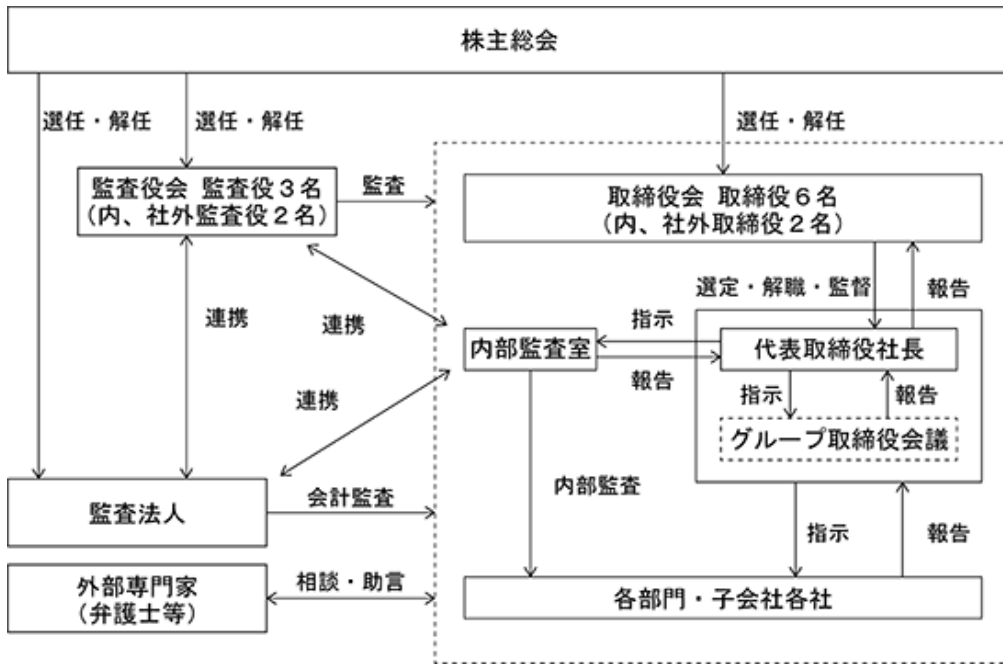 株主総会
選任・解任
選任・解任
選任・解任
監査役会 監査役3名
(内、社外監査役2名)
監査
取締役会 取締役6名
(内、社外取締役2名)
選定・解職・監督
報告
連携
連携
指示
内部監査室
代表取締役社長
報告
指示
報告
連携
グループ取締役会議
内部監査
監査法人
会計監査
指示
報告
外部専門家
(弁護士等)
相談・助言
各部門・子会社各社